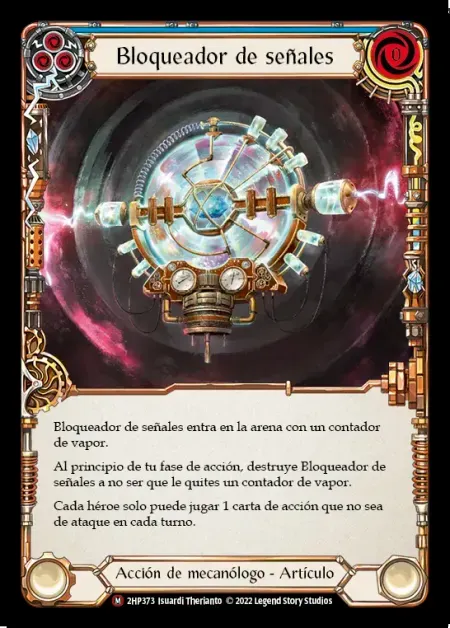 0
Bloqueador de señales
Bloqueador de señales entra en la arena con un contador
de vapor.
Al principio de tu fase de acción, destruye Bloqueador de
señales a no ser que le quites un contador de vapor.
Cada héroe solo puede jugar 1 carta de acción que no sea
de ataque en cada turno.
Acción de mecanólogo - Artículo
M 2HP373 Isuardi Therianto © 2022 Legend Story Studios